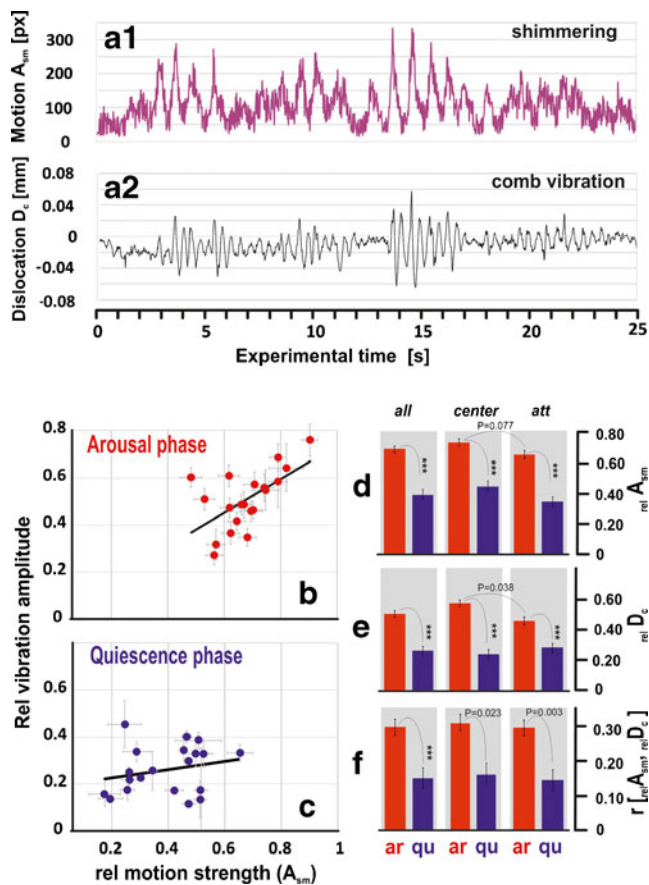 a1
shimmering
Motion A_sm [px]
300
200
100
0
a2
comb vibration
Dislocation D_c [mm]
0.08
0.04
0
-0.04
-0.08
0 5 10 15 20 25
Experimental time [s]
Rel vibration amplitude
0.8
0.6
0.4
0.2
0
Arousal phase
b
0.6
0.4
0.2
0
Quiescence phase
c
0.2 0.4 0.6 0.8 1
rel motion strength (A_sm)
all center att
P=0.077
*** *** ***
d
0.80
0.60
0.40
0.20
0
rel A_sm
P=0.038
*** *** ***
e
0.60
0.40
0.20
0
rel D_c
*** P=0.023 P=0.003
f
0.30
0.20
0.10
0
r [rel A_sm, rel D_c]
ar qu ar qu ar qu